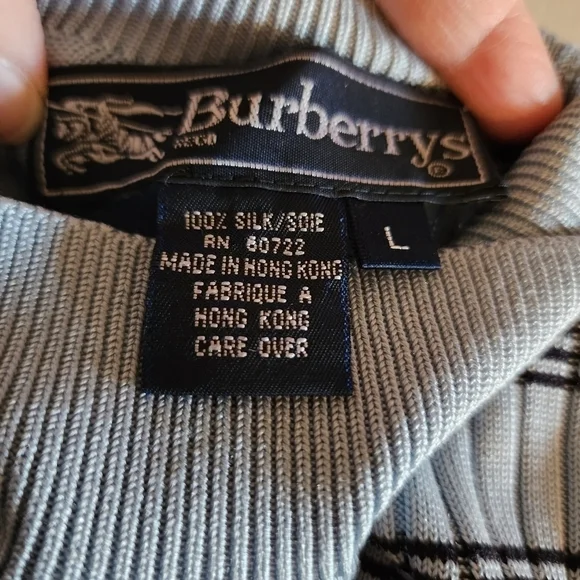 Burberrys®
100% SILK/SOIE
RN 60722
MADE IN HONG KONG
FABRIQUE A
HONG KONG
CARE OVER
L